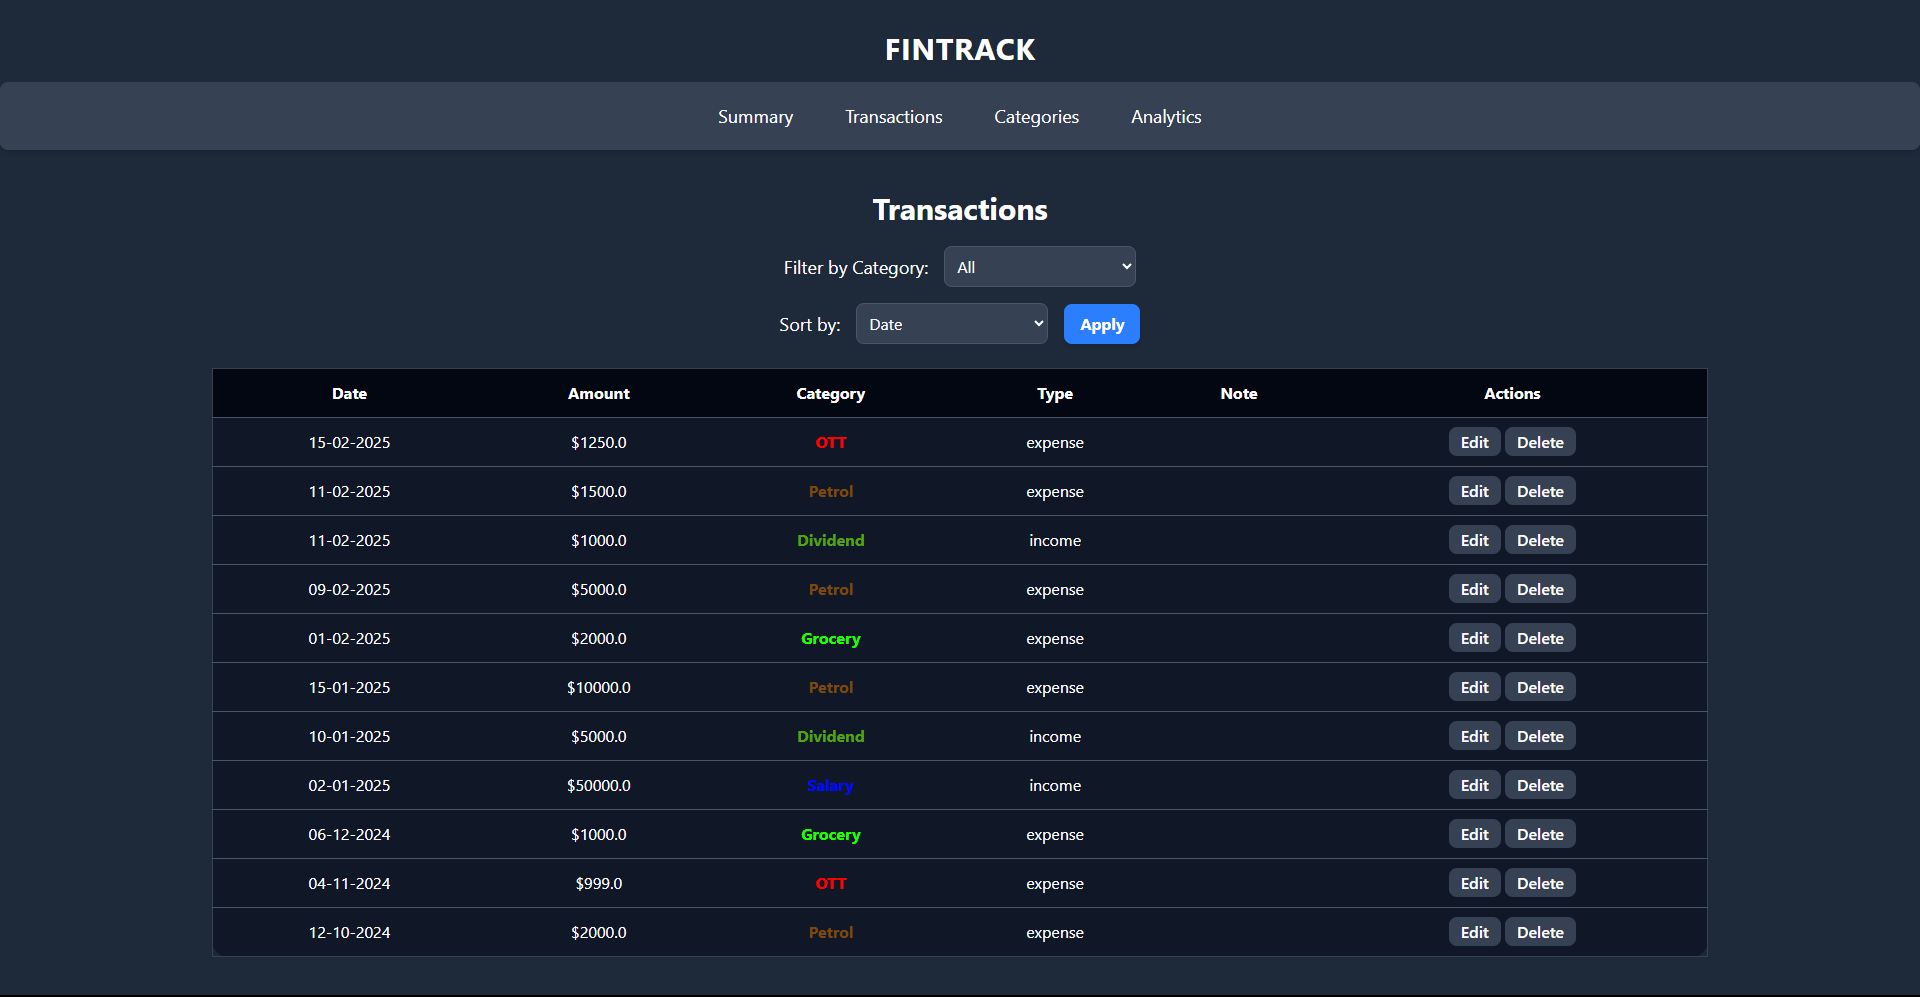 FINTRACK
Summary Transactions Categories Analytics
Transactions
Filter by Category: All
Sort by: Date Apply
Date Amount Category Type Note Actions
15-02-2025 $1250.0 OTT expense Edit Delete
11-02-2025 $1500.0 Petrol expense Edit Delete
11-02-2025 $1000.0 Dividend income Edit Delete
09-02-2025 $5000.0 Petrol expense Edit Delete
01-02-2025 $2000.0 Grocery expense Edit Delete
15-01-2025 $10000.0 Petrol expense Edit Delete
10-01-2025 $5000.0 Dividend income Edit Delete
02-01-2025 $50000.0 Salary income Edit Delete
06-12-2024 $1000.0 Grocery expense Edit Delete
04-11-2024 $999.0 OTT expense Edit Delete
12-10-2024 $2000.0 Petrol expense Edit Delete